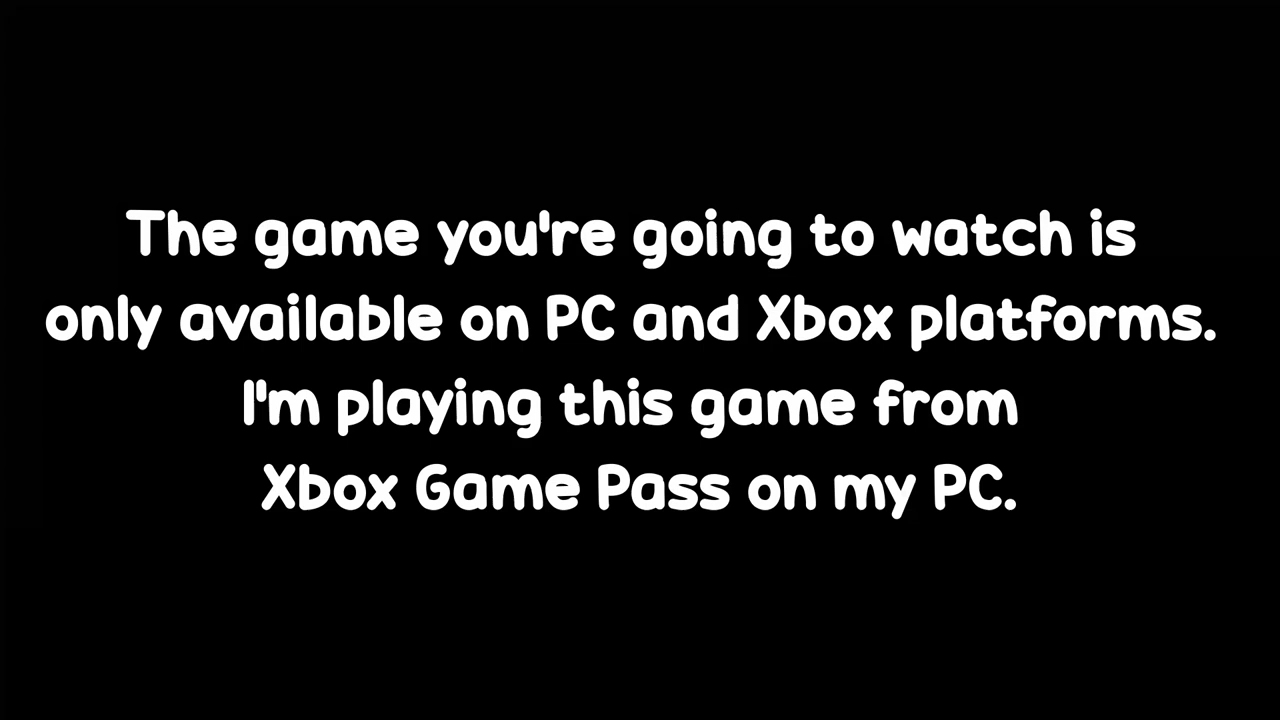 The game you're going to watch is
only available on PC and Xbox platforms.
I'm playing this game from
Xbox Game Pass on my PC.